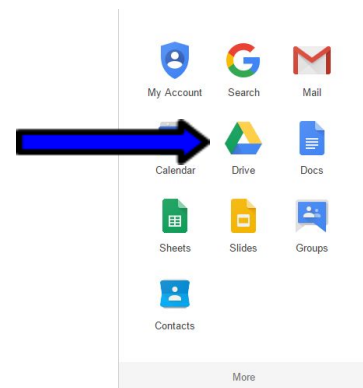 My Account Search Mail
Calendar Drive Docs
Sheets Slides Groups
Contacts
More